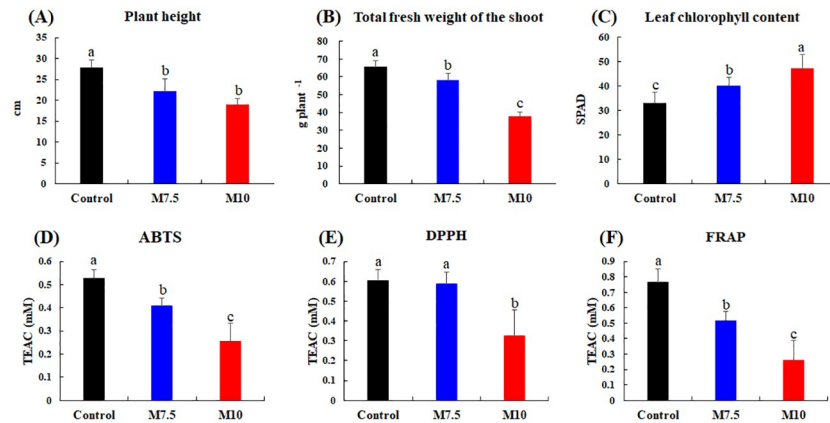 (A) Plant height
a
b
b
cm
35
30
25
20
15
10
5
0
Control M7.5 M10
(B) Total fresh weight of the shoot
a
b
c
g plant -1
80
70
60
50
40
30
20
10
0
Control M7.5 M10
(C) Leaf chlorophyll content
c
b
a
SPAD
60
50
40
30
20
10
0
Control M7.5 M10
(D) ABTS
a
b
c
TEAC (mM)
0.6
0.5
0.4
0.3
0.2
0.1
0
Control M7.5 M10
(E) DPPH
a
a
b
TEAC (mM)
0.7
0.6
0.5
0.4
0.3
0.2
0.1
0
Control M7.5 M10
(F) FRAP
a
b
c
TEAC (mM)
0.9
0.8
0.7
0.6
0.5
0.4
0.3
0.2
0.1
0
Control M7.5 M10